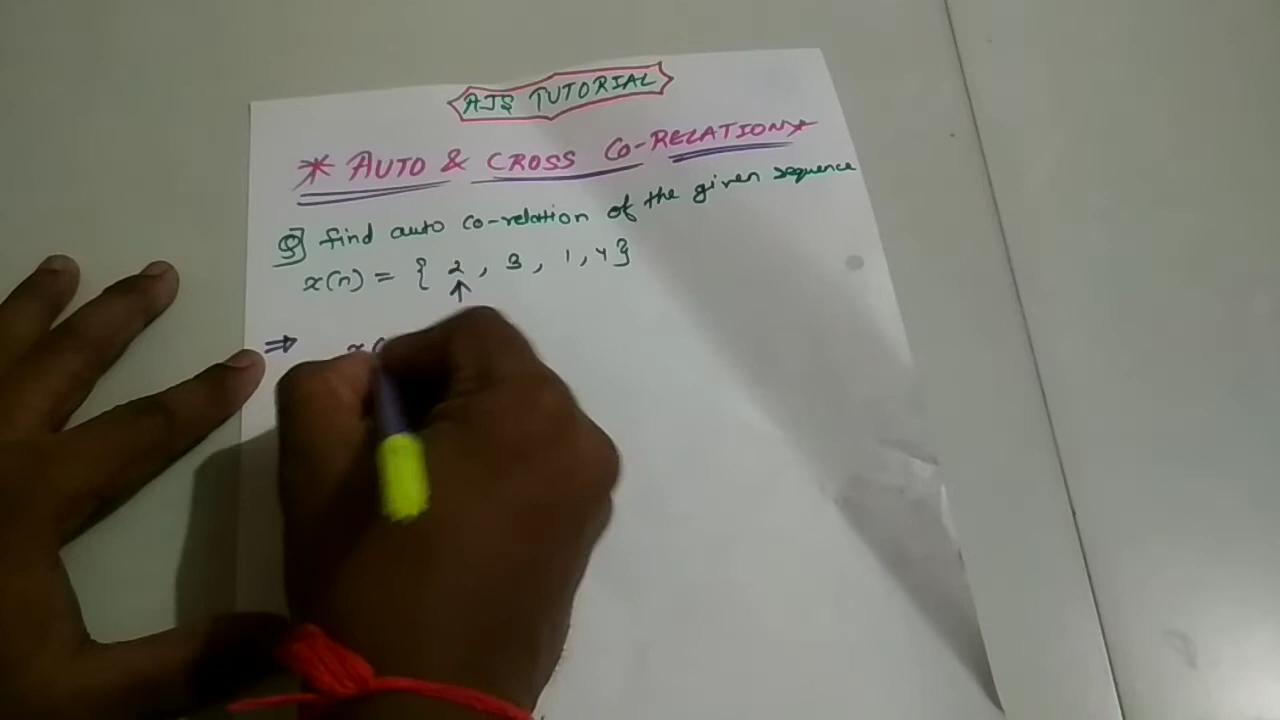 AJS TUTORIAL
* AUTO & CROSS CO-RELATION *
Q] find auto co-relation of the given sequence
x(n) = { 2 , 3 , 1 , 4 }
↑
⇒ x(